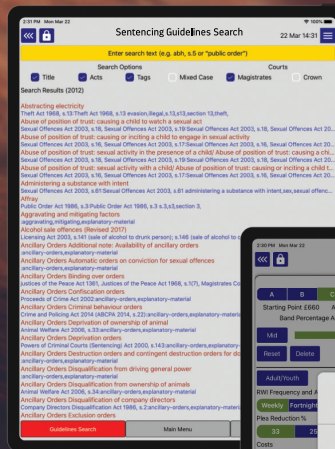 2:31 PM Mon Mar 22
100%
Sentencing Guidelines Search
22 Mar 14:31
Enter search text (e.g. abh, s.5 or "public order")
Search Options
Courts
Title
Acts
Tags
Mixed Case
Magistrates
Crown
Search Results (2012)
Abstracting electricity
Theft Act 1968, s.13:Theft Act 1968, s.13 evasion,illegal,s.13,s13,section 13,theft,
Abuse of position of trust: causing a child to watch a sexual act
Sexual Offences Act 2003, s.18, Sexual Offences Act 2003, s.19:Sexual Offences Act 2003, s.18, Sexual Offences Act 20...
Abuse of position of trust: causing or inciting a child to engage in sexual activity
Sexual Offences Act 2003, s.16, Sexual Offences Act 2003, s.17:Sexual Offences Act 2003, s.16, Sexual Offences Act 20...
Abuse of position of trust: sexual activity in the presence of a child/ Abuse of position of trust: causing a chi...
Sexual Offences Act 2003, s.18, Sexual Offences Act 2003, s.19:Sexual Offences Act 2003, s.18, Sexual Offences Act 20...
Abuse of position of trust: sexual activity with a child/ Abuse of position of trust: causing or inciting a child t...
Sexual Offences Act 2003, s.16, Sexual Offences Act 2003, s.17:Sexual Offences Act 2003, s.16, Sexual Offences Act 20...
Administering a substance with intent
Sexual Offences Act 2003, s.61:Sexual Offences Act 2003, s.61 administering a substance with intent,sex,sexual offenc...
Affray
Public Order Act 1986, s.3:Public Order Act 1986, s.3 s.3,s3,section 3,
Aggravating and mitigating factors
:aggravating,mitigating,explanatory-material
Alcohol sale offences (Revised 2017)
Licensing Act 2003, s.141 (sale of alcohol to drunk person); s.146 (sale of alcohol to
Ancillary Orders Additional note: Availability of ancillary orders
:ancillary-orders,explanatory-material
Ancillary Orders Automatic orders on conviction for sexual offences
:ancillary-orders,explanatory-material
Ancillary Orders Binding over orders
Justices of the Peace Act 1361, Justices of the Peace Act 1968, s.1(7), Magistrates Co
Ancillary Orders Confiscation orders
Proceeds of Crime Act 2002:ancillary-orders,explanatory-material
Ancillary Orders Criminal behaviour orders
Crime and Policing Act 2014 (ABCPA 2014, s.22):ancillary-orders,explanatory-material
Ancillary Orders Deprivation of ownership of animal
Animal Welfare Act 2006, s.33:ancillary-orders,explanatory-material
Ancillary Orders Deprivation orders
Powers of Criminal Courts (Sentencing) Act 2000, s.143:ancillary-orders,explanatory-
Ancillary Orders Destruction orders and contingent destruction orders for do
:ancillary-orders,explanatory-material
Ancillary Orders Disqualification from driving general power
:ancillary-orders,explanatory-material
Ancillary Orders Disqualification from ownership of animals
Animal Welfare Act 2006, s.34:ancillary-orders,explanatory-material
Ancillary Orders Disqualification of company directors
Company Directors Disqualification Act 1986, s.2:ancillary-orders,explanatory-materia
Ancillary Orders Exclusion orders
Guidelines Search
Main Menu
2:30 PM Mon Mar 22
A
B
C
Starting Point £660
Band Percentage
Mid
Reset
Delete
Adult/Youth
RWI Frequency and
Weekly
Fortnigh
Plea Reduction %
33
25
Costs